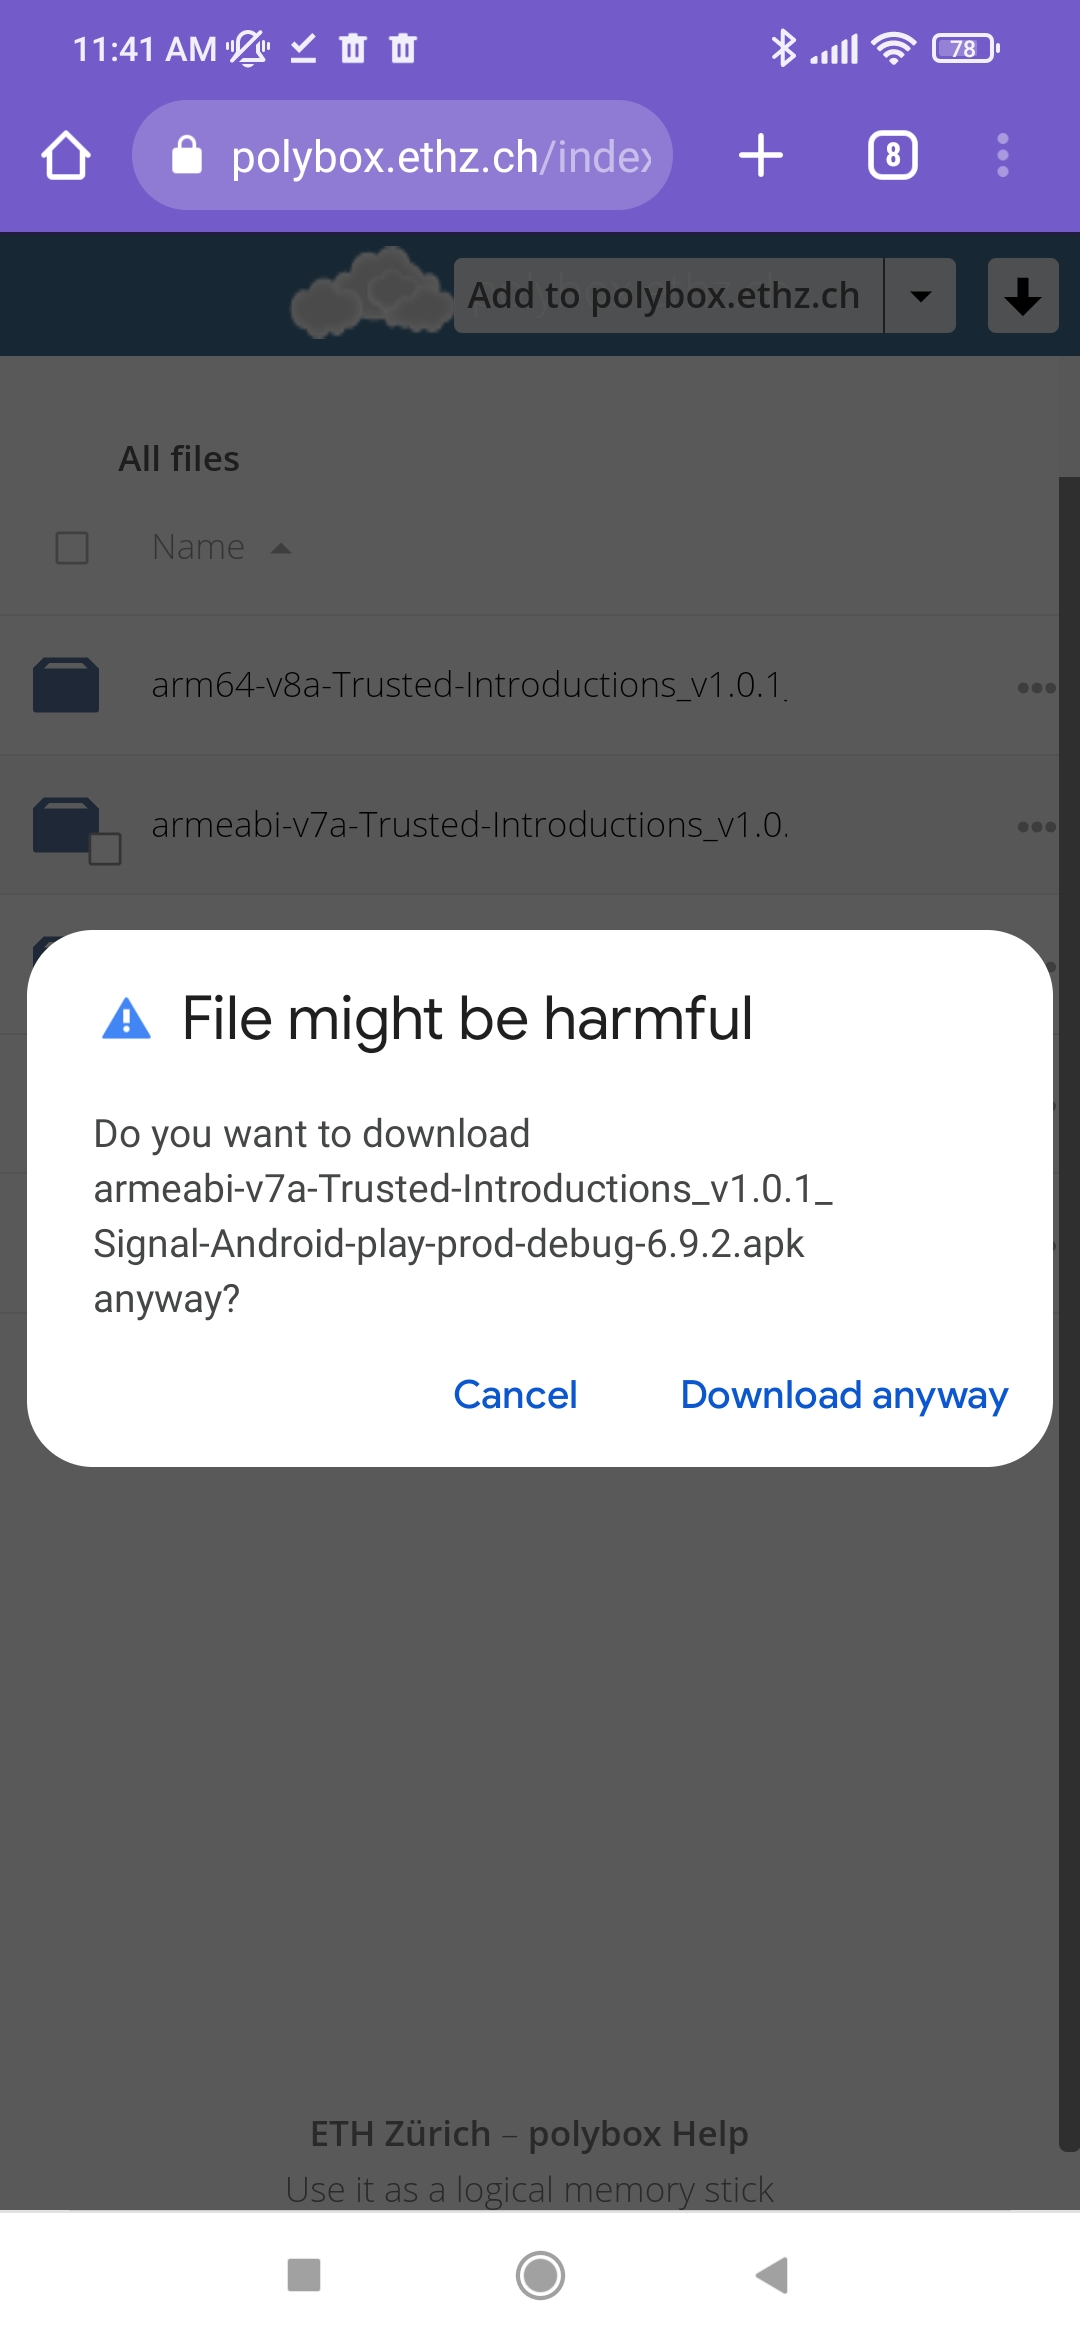 11:41 AM
78
polybox.ethz.ch/index
8
Add to polybox.ethz.ch
All files
Name
arm64-v8a-Trusted-Introductions_v1.0.1_
armeabi-v7a-Trusted-Introductions_v1.0.
File might be harmful
Do you want to download
armeabi-v7a-Trusted-Introductions_v1.0.1_
Signal-Android-play-prod-debug-6.9.2.apk
anyway?
Cancel
Download anyway
ETH Zürich – polybox Help
Use it as a logical memory stick